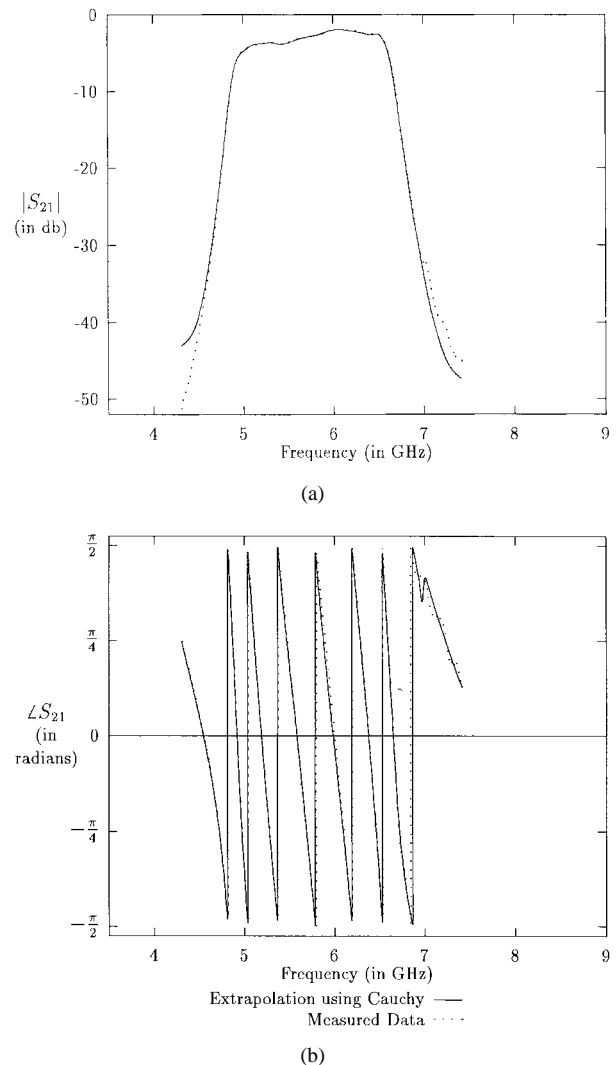 0
-10
-20
|S21|
(in db)
-30
-40
-50
4 5 6 7 8 9
Frequency (in GHz)
(a)
π/2
π/4
∠S21
(in
radians)
0
−π/4
−π/2
4 5 6 7 8 9
Frequency (in GHz)
Extrapolation using Cauchy
Measured Data
(b)